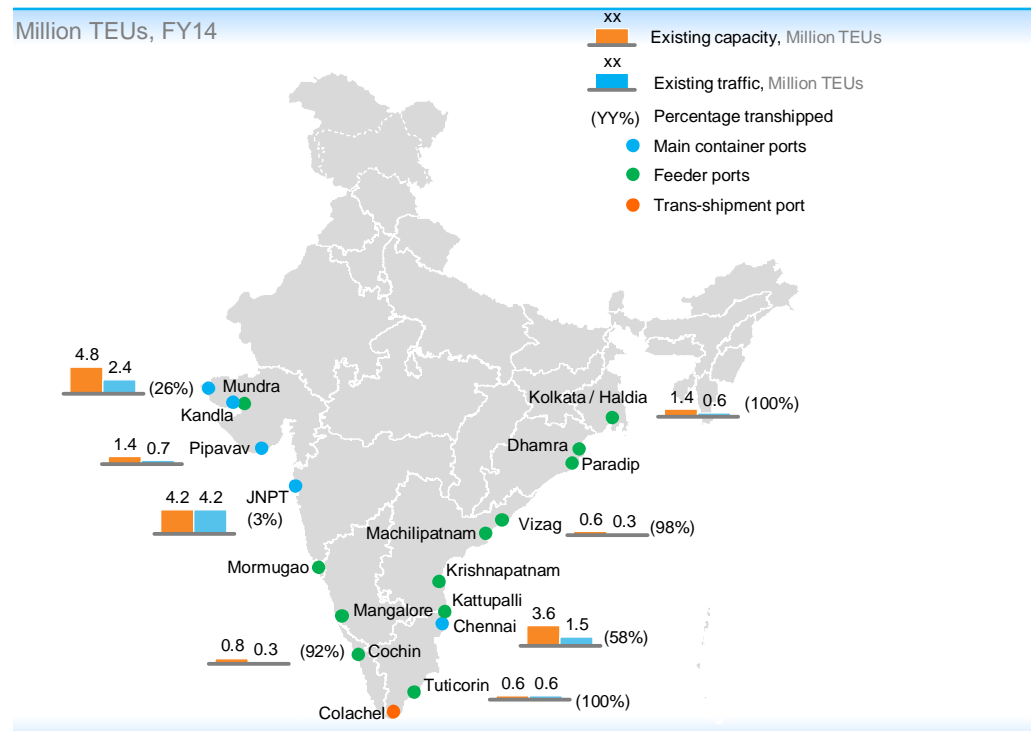 Million TEUs, FY14
xx
Existing capacity, Million TEUs
xx
Existing traffic, Million TEUs
(YY%) Percentage transhipped
Main container ports
Feeder ports
Trans-shipment port
4.8
2.4
(26%)
Mundra
Kandla
Kolkata / Haldia
1.4
0.6
(100%)
1.4
0.7
Pipavav
Dhamra
Paradip
4.2
4.2
JNPT
(3%)
Machilipatnam
Vizag
0.6
0.3
(98%)
Mormugao
Krishnapatnam
Mangalore
Kattupalli
Chennai
3.6
1.5
(58%)
0.8
0.3
(92%)
Cochin
Tuticorin
0.6
0.6
(100%)
Colachel